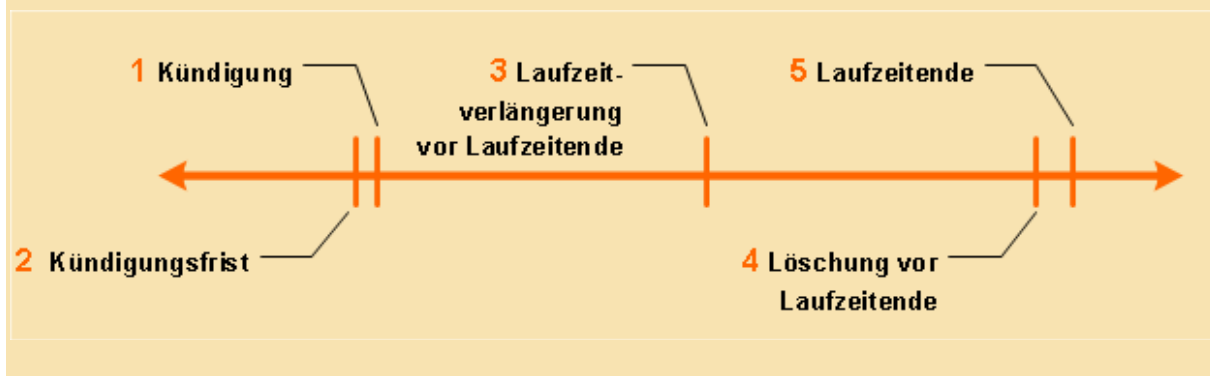 1 Kündigung
3 Laufzeit-
verlängerung
vor Laufzeitende
5 Laufzeitende
2 Kündigungsfrist
4 Löschung vor
Laufzeitende